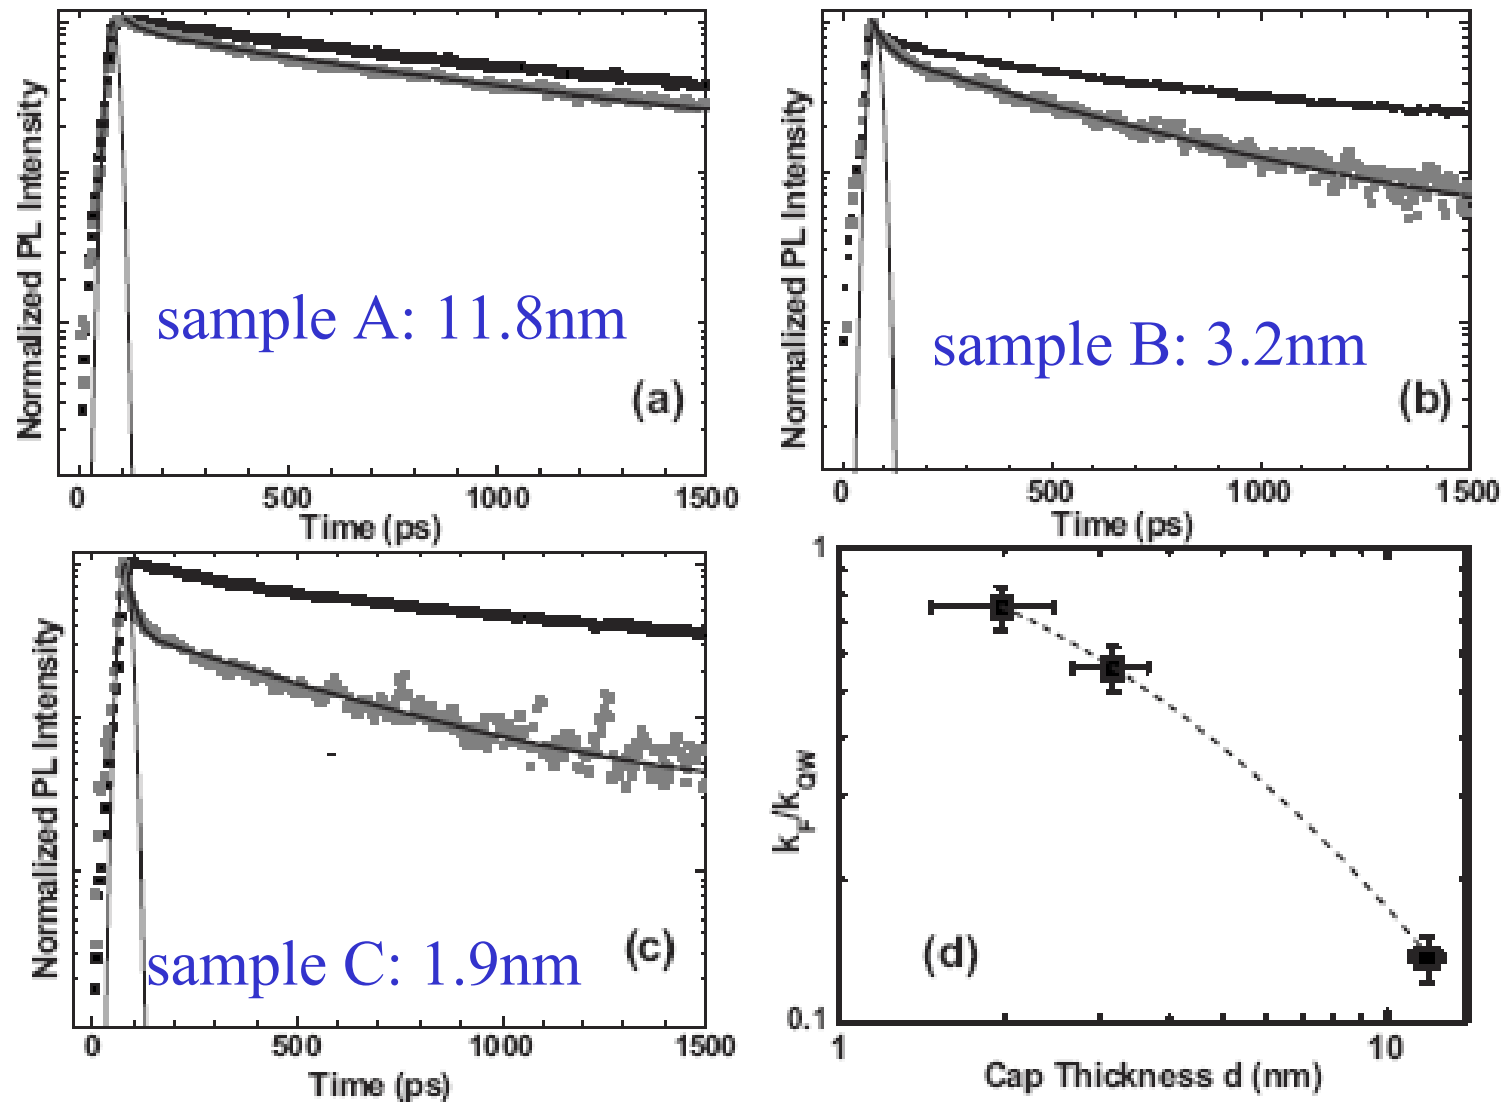 Normalized PL Intensity
sample A: 11.8nm
(a)
0 500 1000 1500
Time (ps)
Normalized PL Intensity
sample B: 3.2nm
(b)
0 500 1000 1500
Time (ps)
Normalized PL Intensity
sample C: 1.9nm
(c)
0 500 1000 1500
Time (ps)
1
kF/kQW
(d)
0.1
1 10
Cap Thickness d (nm)